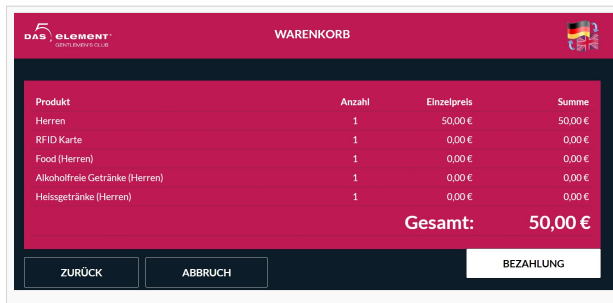 5
DAS element
GENTLEMEN'S CLUB
WARENKORB
Produkt Anzahl Einzelpreis Summe
Herren 1 50,00 € 50,00 €
RFID Karte 1 0,00 € 0,00 €
Food (Herren) 1 0,00 € 0,00 €
Alkoholfreie Getränke (Herren) 1 0,00 € 0,00 €
Heissgetränke (Herren) 1 0,00 € 0,00 €
Gesamt: 50,00 €
ZURÜCK ABBRUCH BEZAHLUNG